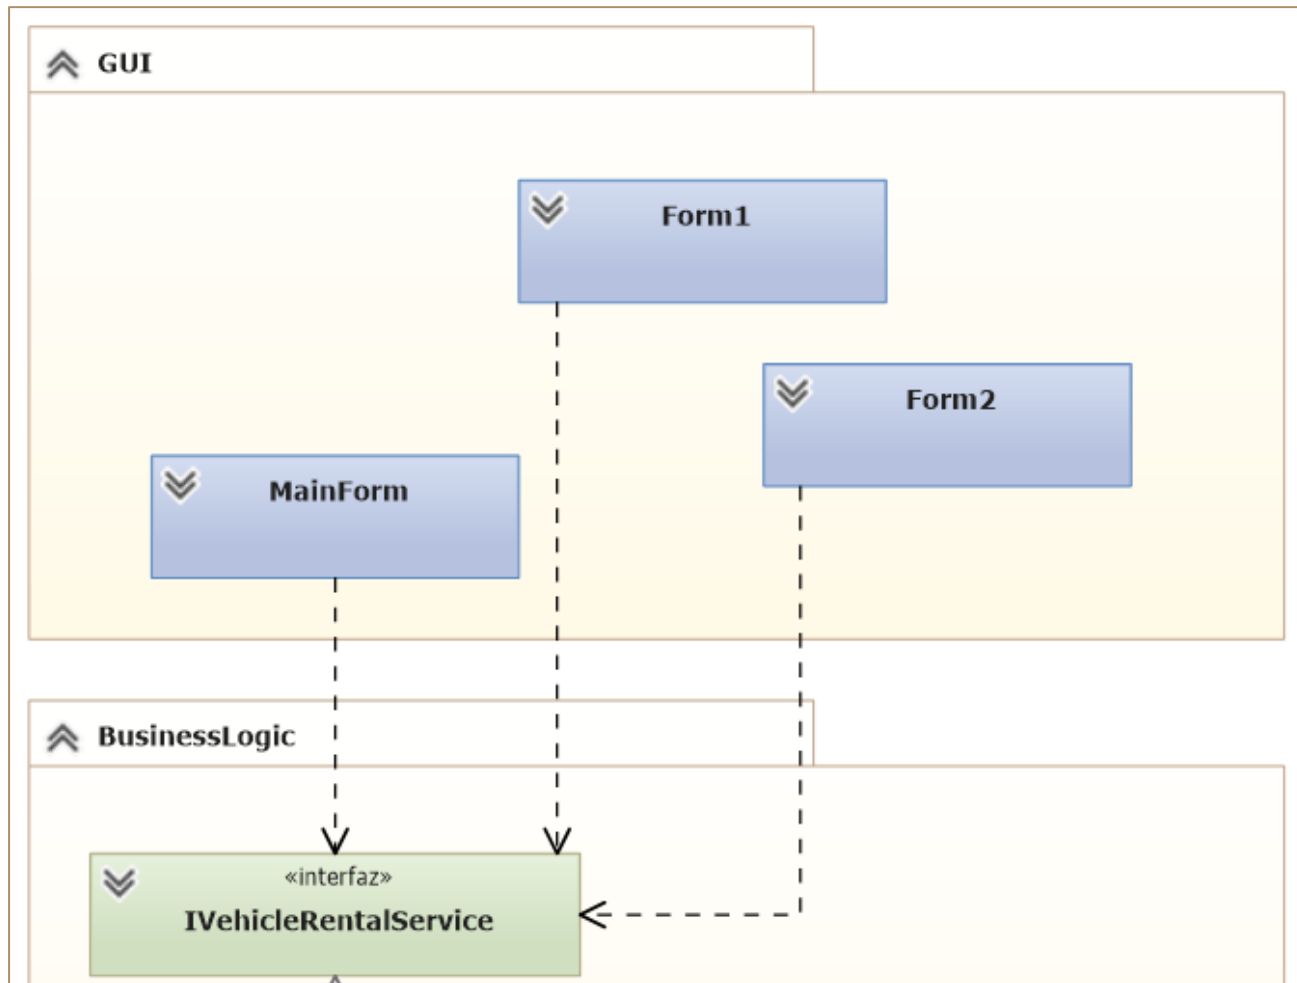 GUI
Form1
Form2
MainForm
BusinessLogic
«interfaz»
IVehicleRentalService